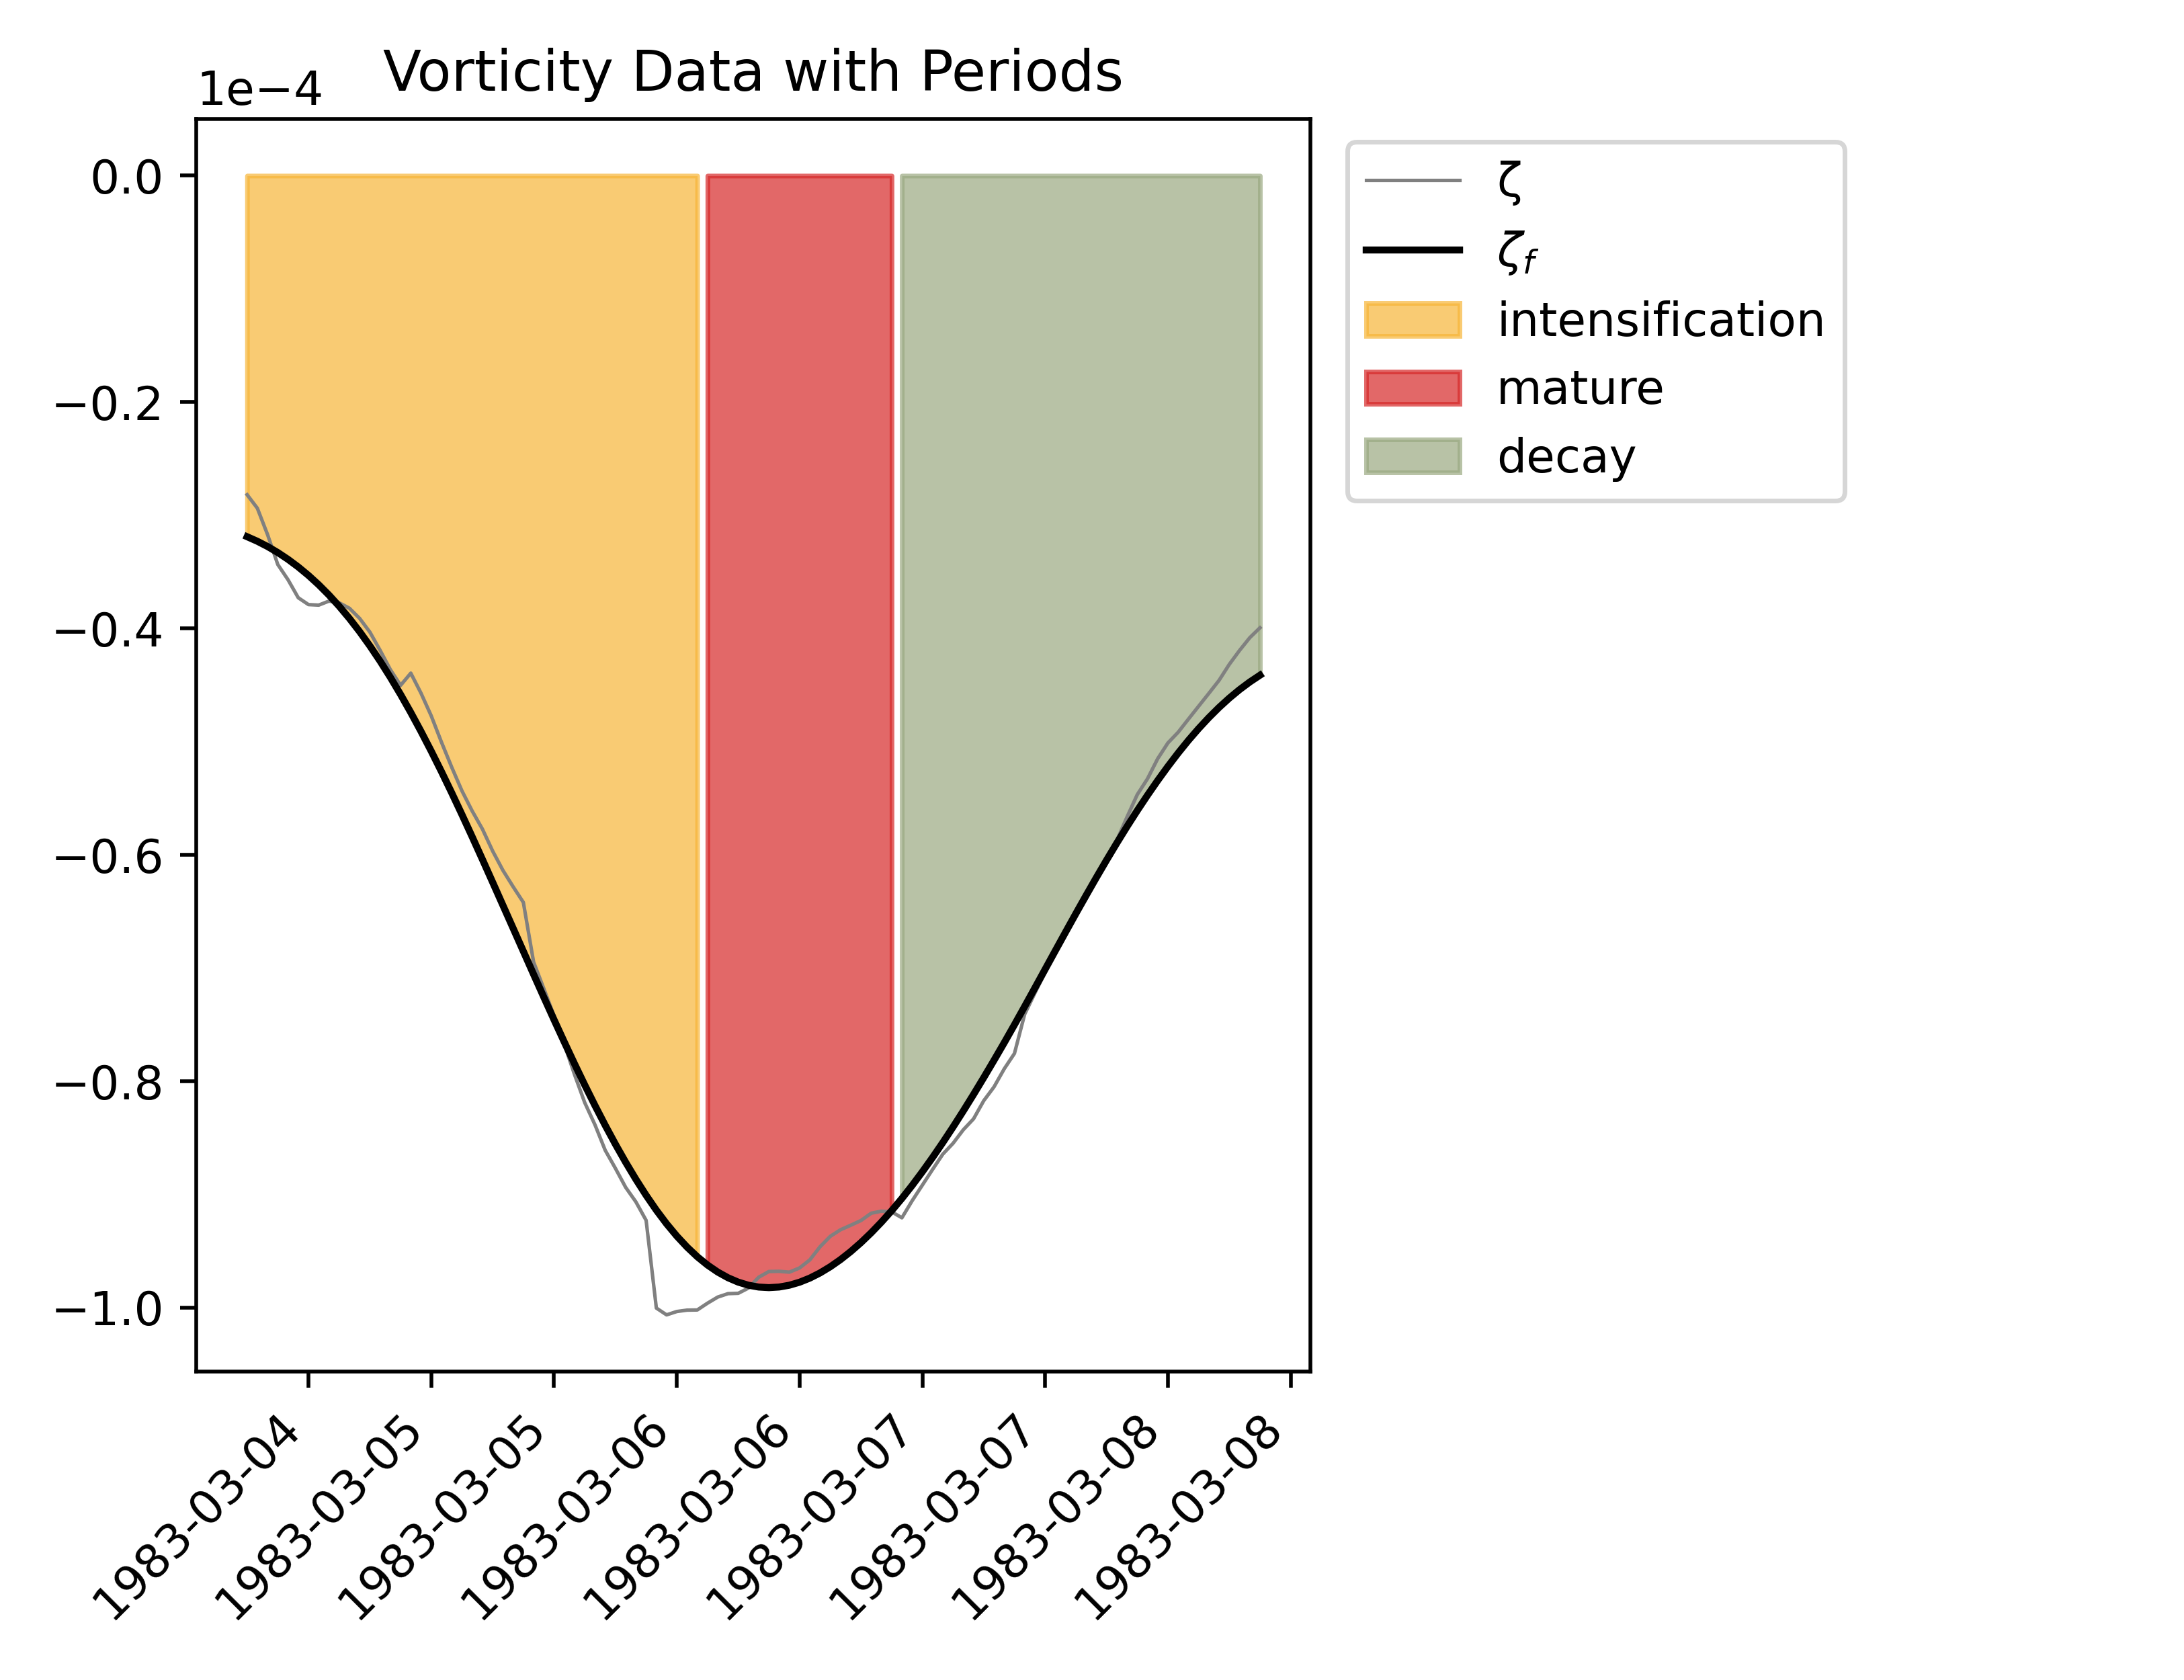 Vorticity Data with Periods
1e−4
0.0
−0.2
−0.4
−0.6
−0.8
−1.0
1983-03-04
1983-03-05
1983-03-05
1983-03-06
1983-03-06
1983-03-07
1983-03-07
1983-03-08
1983-03-08
ζ
ζf
intensification
mature
decay